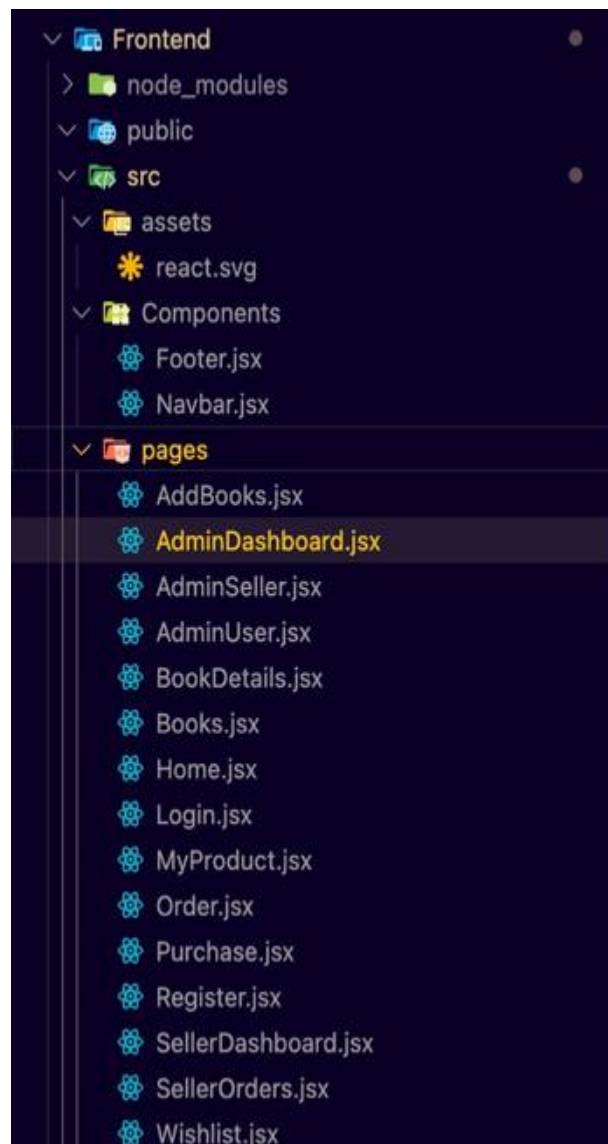 Frontend
node_modules
public
src
assets
react.svg
Components
Footer.jsx
Navbar.jsx
pages
AddBooks.jsx
AdminDashboard.jsx
AdminSeller.jsx
AdminUser.jsx
BookDetails.jsx
Books.jsx
Home.jsx
Login.jsx
MyProduct.jsx
Order.jsx
Purchase.jsx
Register.jsx
SellerDashboard.jsx
SellerOrders.jsx
Wishlist.jsx